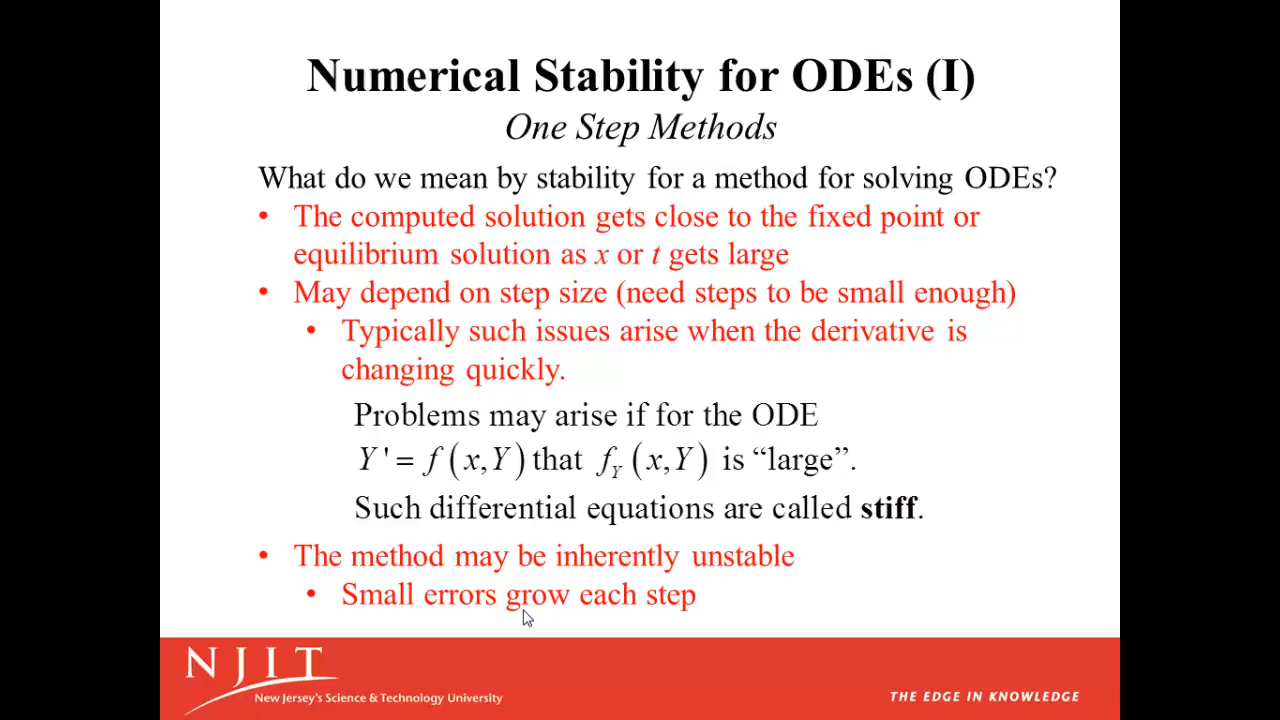 Numerical Stability for ODEs (I)
One Step Methods
What do we mean by stability for a method for solving ODEs?
• The computed solution gets close to the fixed point or
equilibrium solution as x or t gets large
• May depend on step size (need steps to be small enough)
• Typically such issues arise when the derivative is
changing quickly.
Problems may arise if for the ODE
Y' = f(x,Y) that f_Y(x,Y) is “large”.
Such differential equations are called stiff.
• The method may be inherently unstable
• Small errors grow each step
NJIT
New Jersey's Science & Technology University
THE EDGE IN KNOWLEDGE